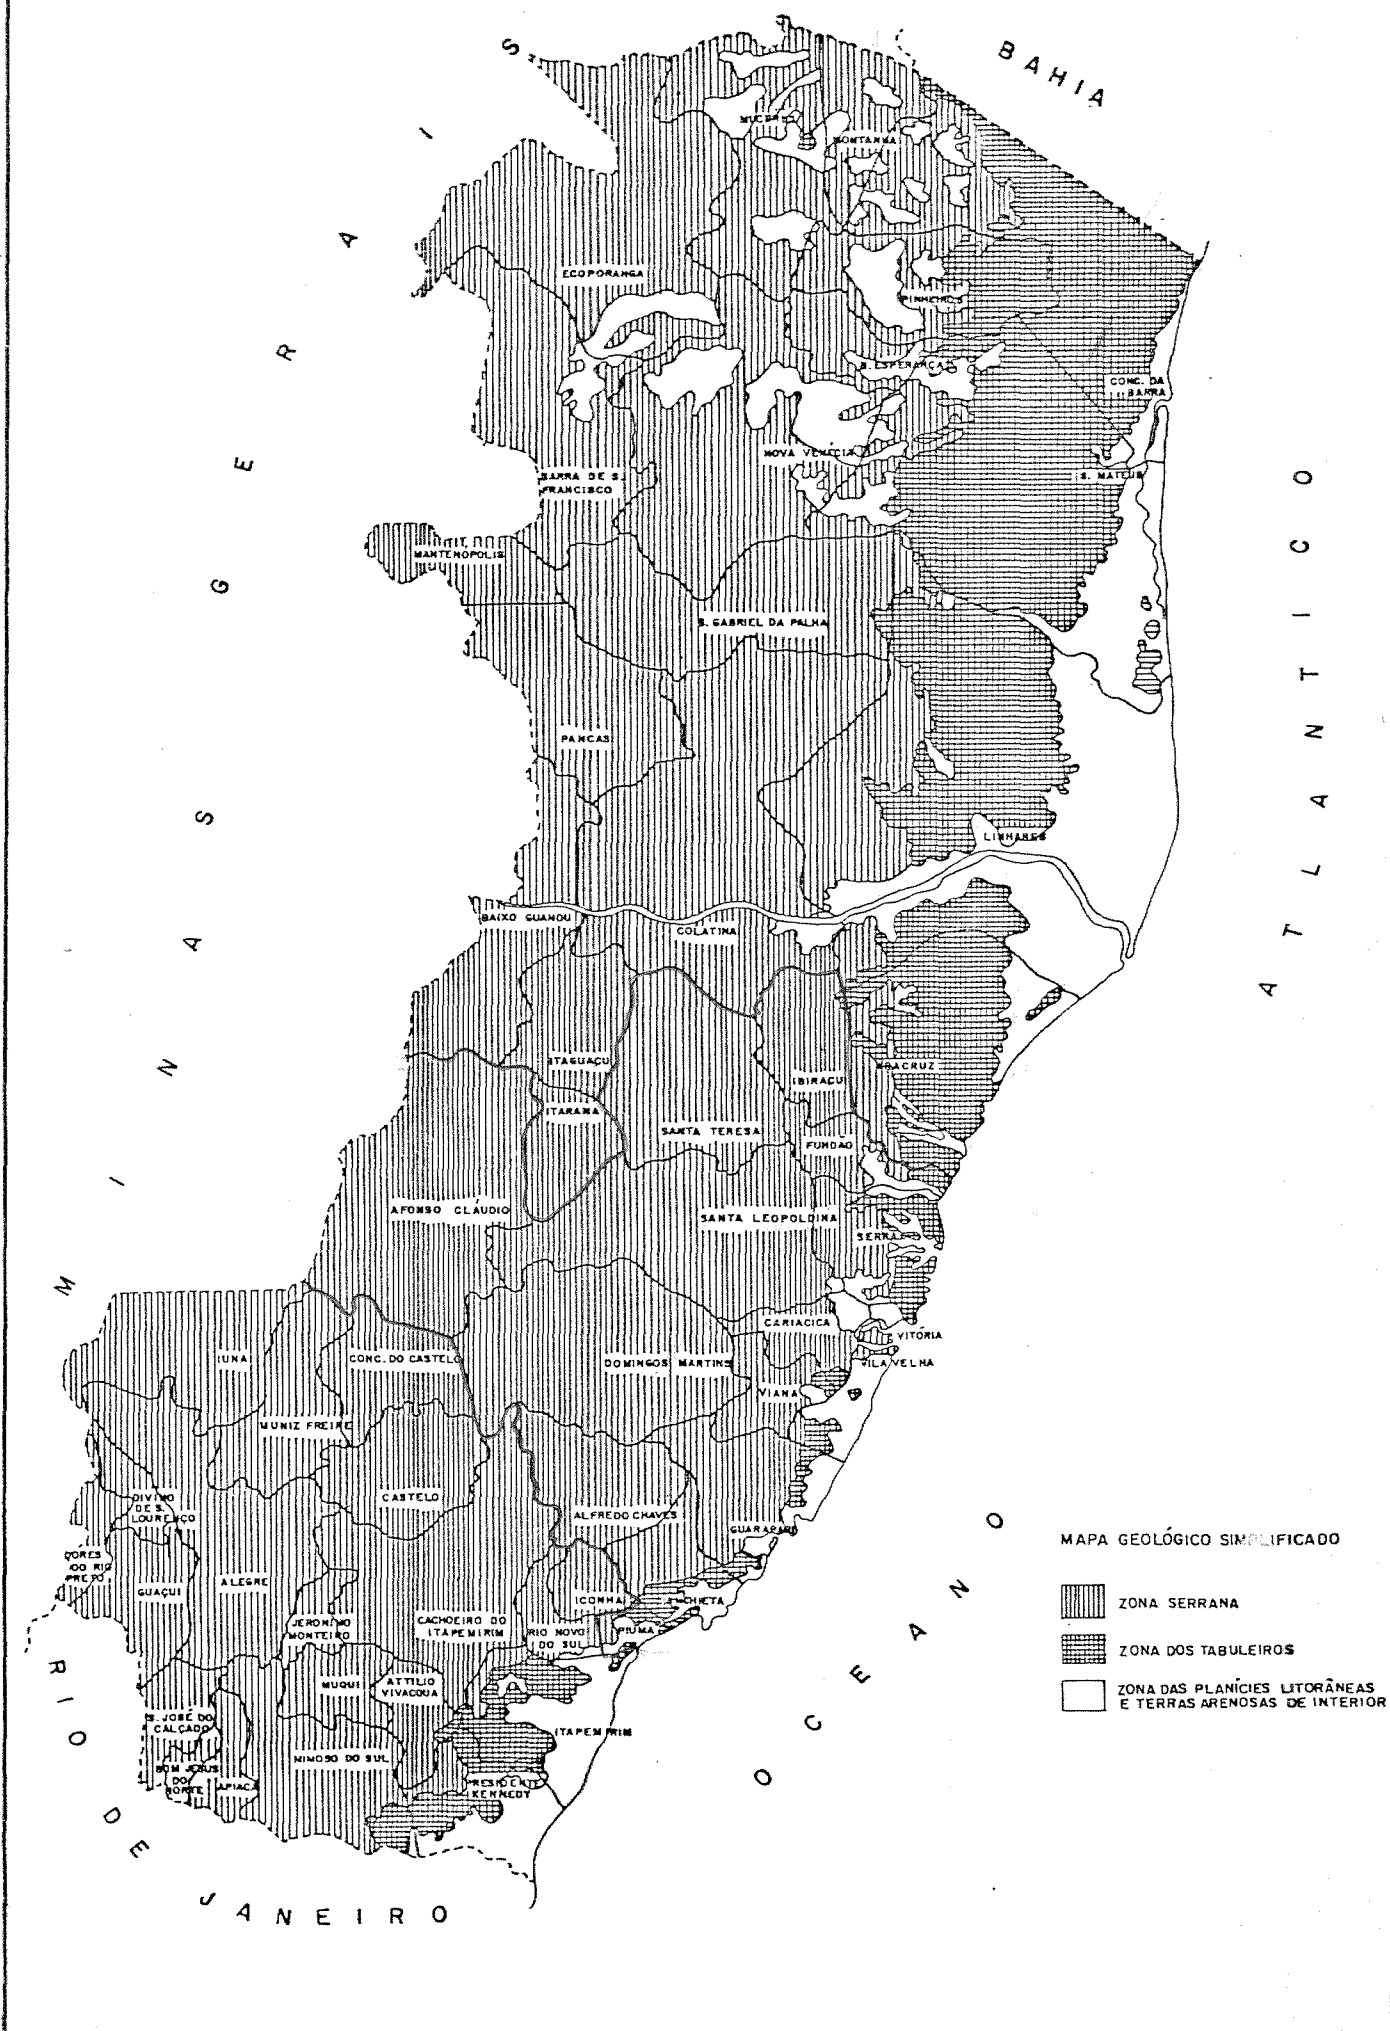 BAHIA
MINAS GERAIS
MONTANHA
ECOPORANGA
PINHEIROS
B. ESPERANÇA
CONC. DA
BARRA
NOVA VENÉCIA
S. MATEUS
BARRA DE S.
FRANCISCO
MANTENOPOLIS
S. GABRIEL DA PALHA
PANCAS
LINHARES
BAIXO GUANDU
COLATINA
ITAGUAÇU
IBIRAÇU
ARACRUZ
ITARANA
SANTA TERESA
FUNDÃO
AFONSO CLÁUDIO
SANTA LEOPOLDINA
SERRA
CARIACICA
VITÓRIA
IUNA
CONC. DO CASTELO
DOMINGOS MARTINS
VILA VELHA
VIANA
MUNIZ FREIRE
CASTELO
DIVINO
DE S.
LOURENÇO
ALFREDO CHAVES
GUARAPARI
DORES
DO RIO
PRETO
GUAÇUI
ALEGRE
ICONHA
ANCHIETA
JERONIMO
MONTEIRO
CACHOEIRO DO
ITAPEMIRIM
RIO NOVO
DO SUL
PIUMA
MUQUI
ATTILIO
VIVACQUA
S. JOSÉ DO
CALÇADO
ITAPEMIRIM
MIMOSO DO SUL
BOM JESUS
DO
NORTE
APIACÁ
PRESIDENTE
KENNEDY
RIO DE JANEIRO
OCEANO ATLANTICO
MAPA GEOLÓGICO SIMPLIFICADO
ZONA SERRANA
ZONA DOS TABULEIROS
ZONA DAS PLANÍCIES LITORÂNEAS
E TERRAS ARENOSAS DE INTERIOR